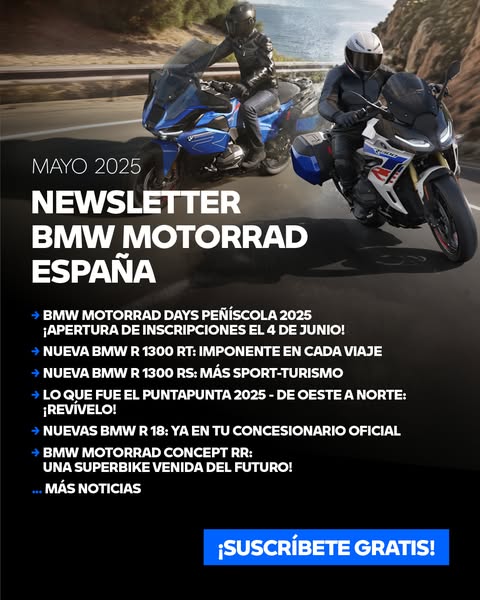 MAYO 2025
NEWSLETTER
BMW MOTORRAD
ESPAÑA
→ BMW MOTORRAD DAYS PEÑÍSCOLA 2025
¡APERTURA DE INSCRIPCIONES EL 4 DE JUNIO!
→ NUEVA BMW R 1300 RT: IMPONENTE EN CADA VIAJE
→ NUEVA BMW R 1300 RS: MÁS SPORT-TURISMO
→ LO QUE FUE EL PUNTAPUNTA 2025 - DE OESTE A NORTE:
¡REVÍVELO!
→ NUEVAS BMW R 18: YA EN TU CONCESIONARIO OFICIAL
→ BMW MOTORRAD CONCEPT RR:
UNA SUPERBIKE VENIDA DEL FUTURO!
... MÁS NOTICIAS
¡SUSCRÍBETE GRATIS!